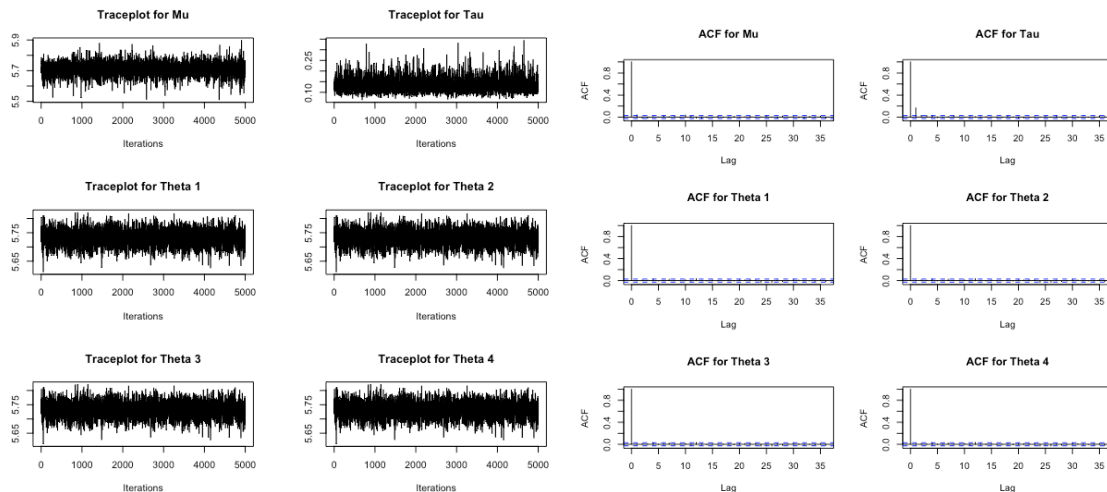 Traceplot for Mu
5.5 5.7 5.9
0 1000 2000 3000 4000 5000
Iterations
Traceplot for Tau
0.10 0.25
0 1000 2000 3000 4000 5000
Iterations
Traceplot for Theta 1
5.65 5.75
0 1000 2000 3000 4000 5000
Iterations
Traceplot for Theta 2
5.65 5.75
0 1000 2000 3000 4000 5000
Iterations
Traceplot for Theta 3
5.65 5.75
0 1000 2000 3000 4000 5000
Iterations
Traceplot for Theta 4
5.65 5.75
0 1000 2000 3000 4000 5000
Iterations
ACF for Mu
ACF
0.0 0.4 0.8
0 5 10 15 20 25 30 35
Lag
ACF for Tau
ACF
0.0 0.4 0.8
0 5 10 15 20 25 30 35
Lag
ACF for Theta 1
ACF
0.0 0.4 0.8
0 5 10 15 20 25 30 35
Lag
ACF for Theta 2
ACF
0.0 0.4 0.8
0 5 10 15 20 25 30 35
Lag
ACF for Theta 3
ACF
0.0 0.4 0.8
0 5 10 15 20 25 30 35
Lag
ACF for Theta 4
ACF
0.0 0.4 0.8
0 5 10 15 20 25 30 35
Lag